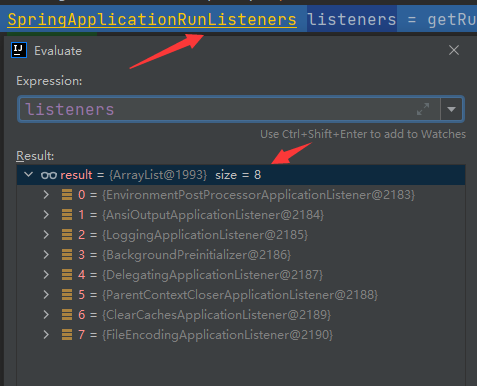 SpringApplicationRunListeners listeners = getRu
Evaluate
Expression:
listeners
Use Ctrl+Shift+Enter to add to Watches
Result:
result = {ArrayList@1993} size = 8
0 = {EnvironmentPostProcessorApplicationListener@2183}
1 = {AnsiOutputApplicationListener@2184}
2 = {LoggingApplicationListener@2185}
3 = {BackgroundPreinitializer@2186}
4 = {DelegatingApplicationListener@2187}
5 = {ParentContextCloserApplicationListener@2188}
6 = {ClearCachesApplicationListener@2189}
7 = {FileEncodingApplicationListener@2190}